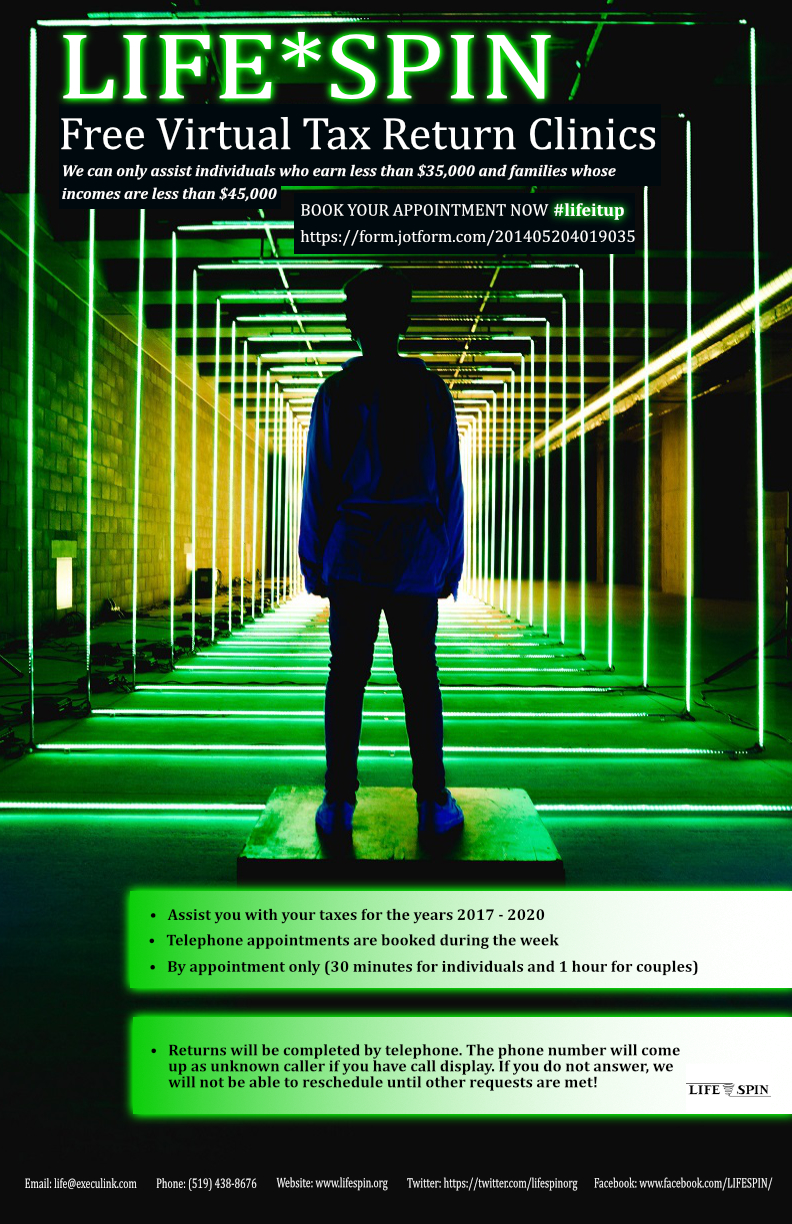 LIFE*SPIN
Free Virtual Tax Return Clinics
We can only assist individuals who earn less than $35,000 and families whose
incomes are less than $45,000
BOOK YOUR APPOINTMENT NOW #lifeitup
https://form.jotform.com/201405204019035
• Assist you with your taxes for the years 2017 - 2020
• Telephone appointments are booked during the week
• By appointment only (30 minutes for individuals and 1 hour for couples)
• Returns will be completed by telephone. The phone number will come
up as unknown caller if you have call display. If you do not answer, we
will not be able to reschedule until other requests are met!
LIFE SPIN
Email: life@execulink.com Phone: (519) 438-8676 Website: www.lifespin.org Twitter: https://twitter.com/lifespinorg Facebook: www.facebook.com/LIFESPIN/